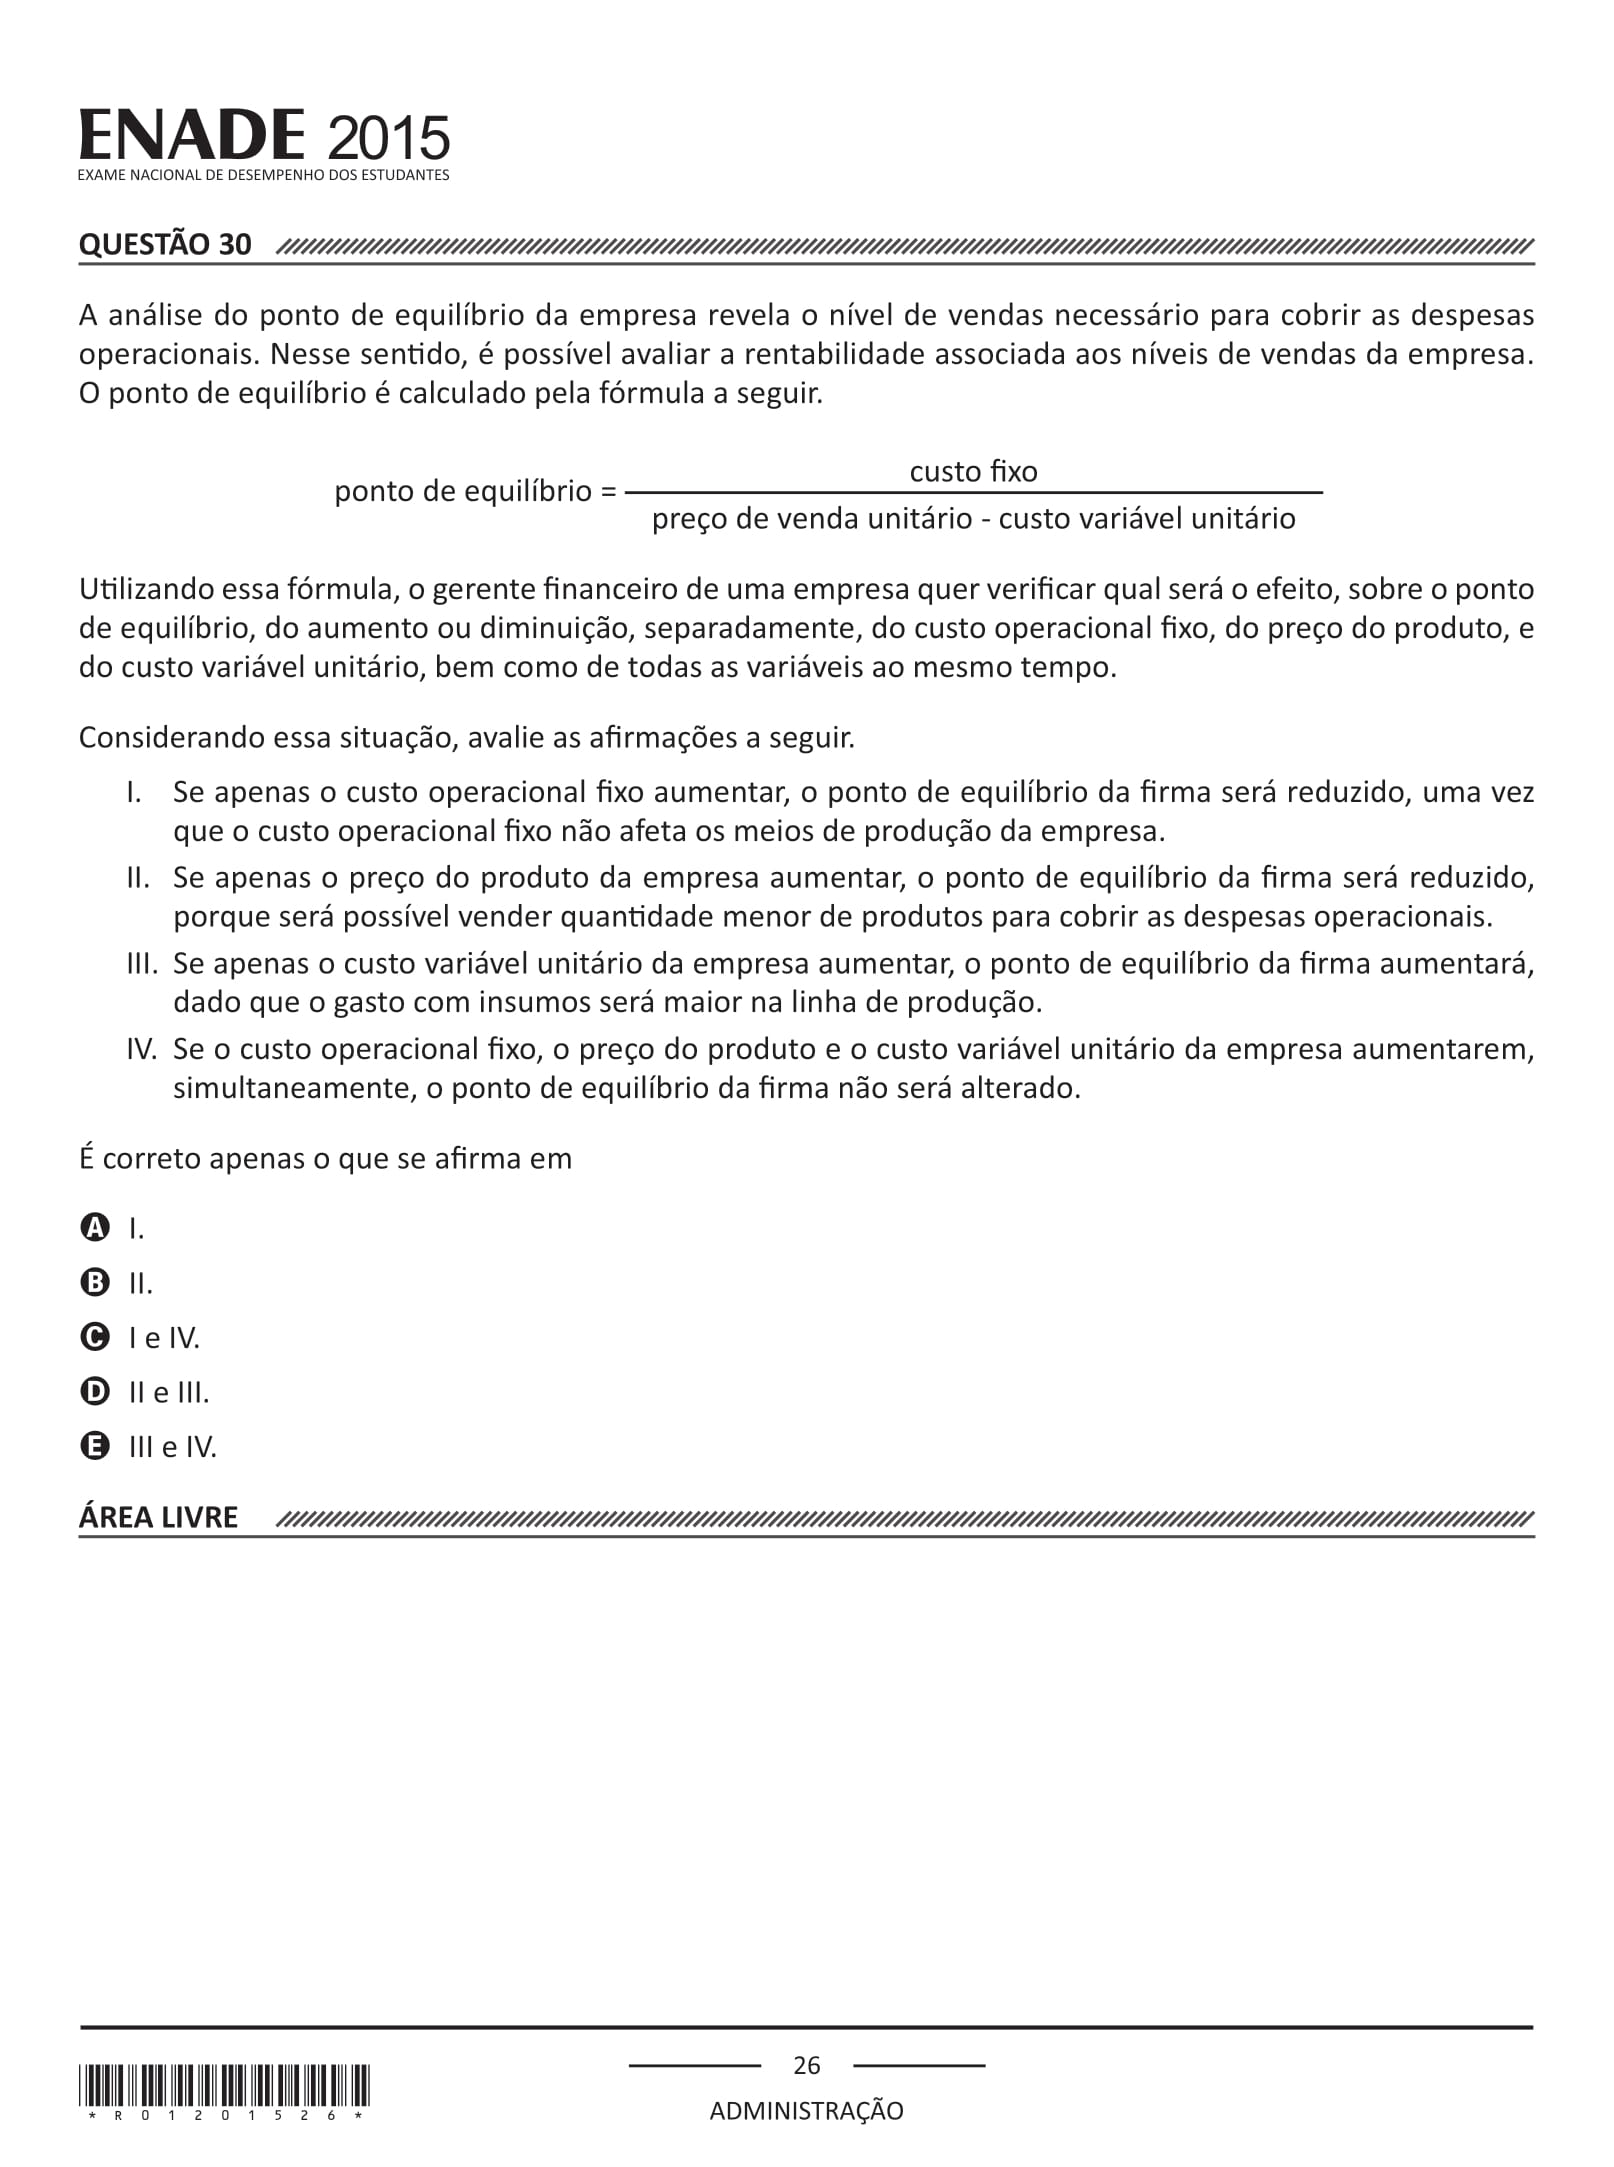 ENADE 2015
EXAME NACIONAL DE DESEMPENHO DOS ESTUDANTES
QUESTÃO 30
A análise do ponto de equilíbrio da empresa revela o nível de vendas necessário para cobrir as despesas
operacionais. Nesse sentido, é possível avaliar a rentabilidade associada aos níveis de vendas da empresa.
O ponto de equilíbrio é calculado pela fórmula a seguir.
custo fixo
ponto de equilíbrio =
preço de venda unitário - custo variável unitário
Utilizando essa fórmula, o gerente financeiro de uma empresa quer verificar qual será o efeito, sobre o ponto
de equilíbrio, do aumento ou diminuição, separadamente, do custo operacional fixo, do preço do produto, e
do custo variável unitário, bem como de todas as variáveis ao mesmo tempo.
Considerando essa situação, avalie as afirmações a seguir.
I. Se apenas o custo operacional fixo aumentar, o ponto de equilíbrio da firma será reduzido, uma vez
que o custo operacional fixo não afeta os meios de produção da empresa.
II. Se apenas o preço do produto da empresa aumentar, o ponto de equilíbrio da firma será reduzido,
porque será possível vender quantidade menor de produtos para cobrir as despesas operacionais.
III. Se apenas o custo variável unitário da empresa aumentar, o ponto de equilíbrio da firma aumentará,
dado que o gasto com insumos será maior na linha de produção.
IV. Se o custo operacional fixo, o preço do produto e o custo variável unitário da empresa aumentarem,
simultaneamente, o ponto de equilíbrio da firma não será alterado.
É correto apenas o que se afirma em
A I.
B II.
C I e IV.
D II e III.
E III e IV.
ÁREA LIVRE
26
ADMINISTRAÇÃO
* R 0 1 2 0 1 5 2 6 *